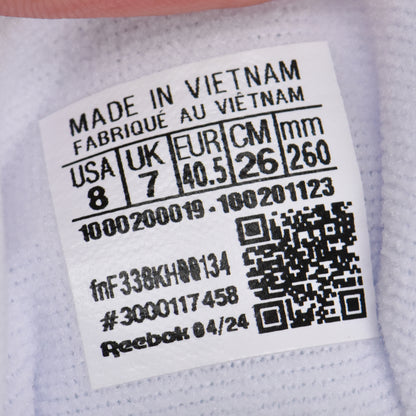 MADE IN VIETNAM
FABRIQUÉ AU VIÊTNAM
USA UK EUR CM mm
8 7 40.5 26 260
1000200019-100201123
fnF338KH00134
#3000117458
Reebok 04/24